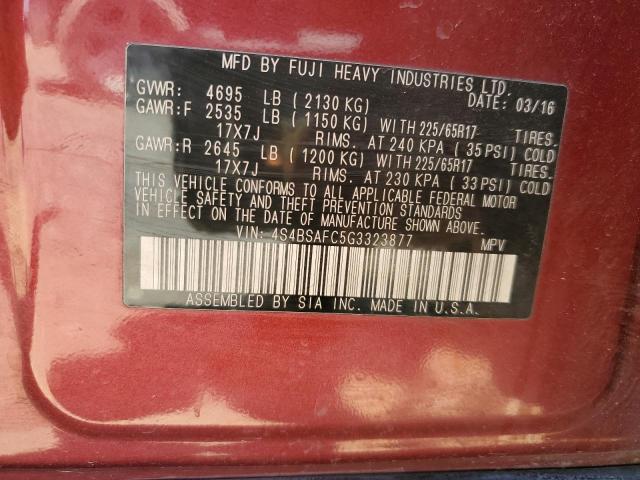 MFD BY FUJI HEAVY INDUSTRIES LTD.
GVWR: 4695 LB (2130 KG) DATE: 03/16
GAWR:F 2535 LB (1150 KG) WITH 225/65R17 TIRES.
17X7J RIMS. AT 240 KPA (35 PSI) COLD
GAWR:R 2645 LB (1200 KG) WITH 225/65R17 TIRES.
17X7J RIMS. AT 230 KPA (33 PSI) COLD
THIS VEHICLE CONFORMS TO ALL APPLICABLE FEDERAL MOTOR
VEHICLE SAFETY AND THEFT PREVENTION STANDARDS
IN EFFECT ON THE DATE OF MANUFACTURE SHOWN ABOVE.
VIN: 4S4BSAFC5G3323877 MPV
ASSEMBLED BY SIA INC. MADE IN U.S.A.